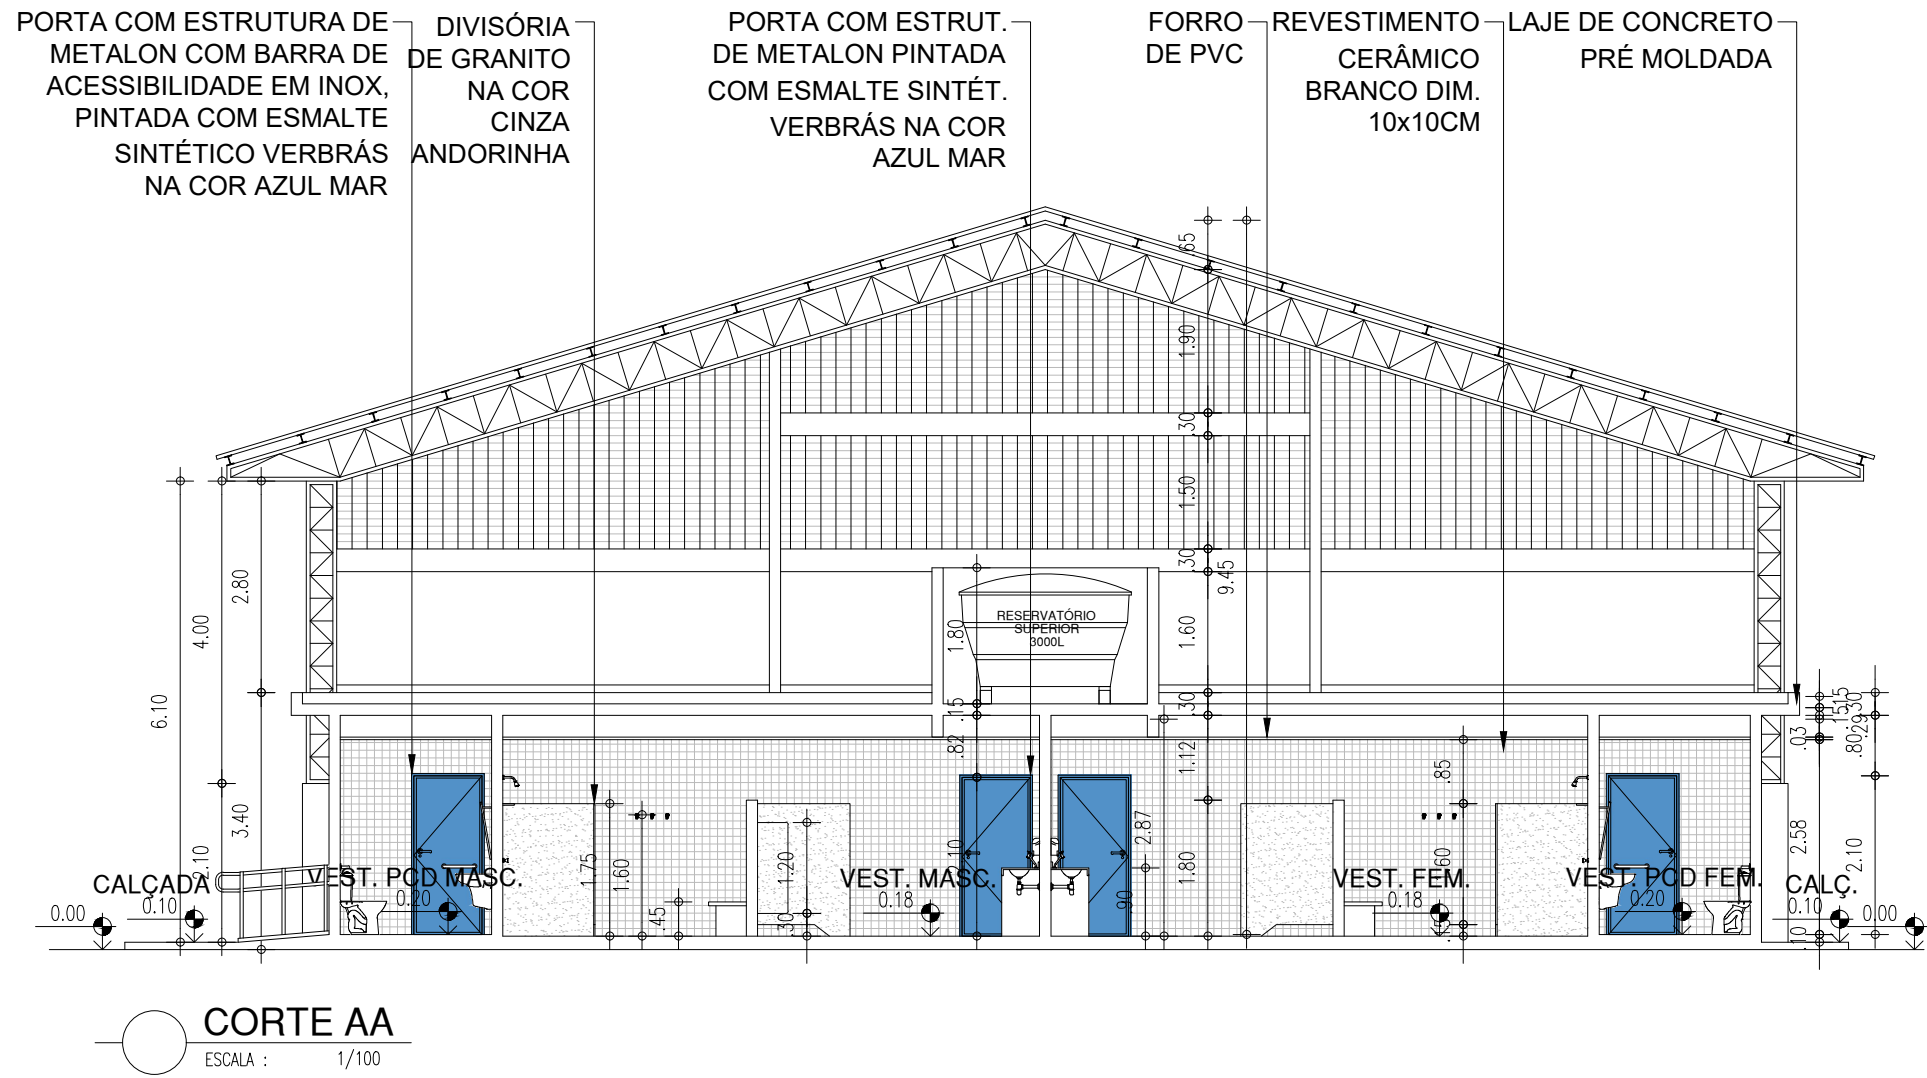 PORTA COM ESTRUTURA DE
METALON COM BARRA DE
ACESSIBILIDADE EM INOX,
PINTADA COM ESMALTE
SINTÉTICO VERBRÁS
NA COR AZUL MAR
DIVISÓRIA
DE GRANITO
NA COR
CINZA
ANDORINHA
PORTA COM ESTRUT.
DE METALON PINTADA
COM ESMALTE SINTÉT.
VERBRÁS NA COR
AZUL MAR
FORRO
DE PVC
REVESTIMENTO
CERÂMICO
BRANCO DIM.
10x10CM
LAJE DE CONCRETO
PRÉ MOLDADA
.65
1.90
.30
1.50
.30
9.45
1.60
.30
1.12
1.80
2.80
4.00
6.10
3.40
2.10
1.80
.15
.82
RESERVATÓRIO
SUPERIOR
3000L
.15
.15
.30
.29
.03
.80
.85
2.87
.90
2.58
2.10
.10
1.75
1.60
1.20
.45
.30
CALÇADA
0.10
0.00
VEST. PCD MASC.
0.20
VEST. MASC.
0.18
VEST. FEM.
0.18
VEST. PCD FEM.
0.20
CALÇ.
0.10
0.00
CORTE AA
ESCALA :
1/100